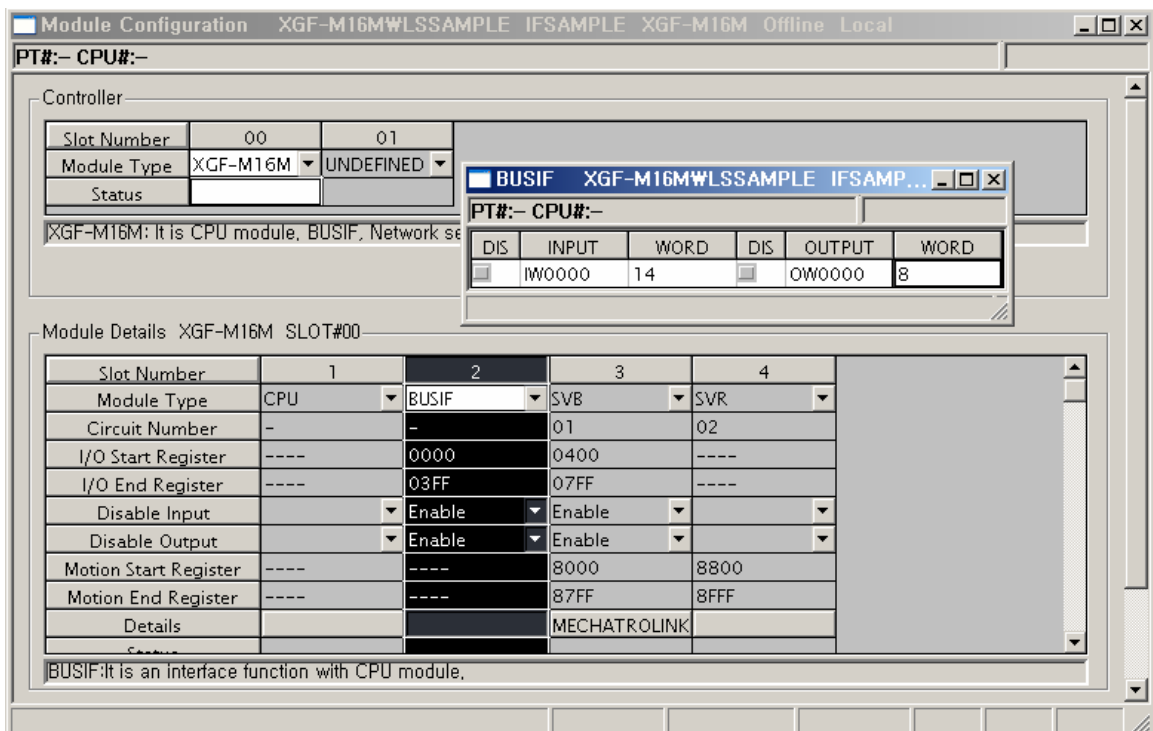 Module Configuration XGF-M16M₩LSSAMPLE IFSAMPLE XGF-M16M Offline Local
PT#:– CPU#:–
Controller
Slot Number 00 01
Module Type XGF-M16M UNDEFINED
Status
XGF-M16M: It is CPU module, BUSIF, Network se
BUSIF XGF-M16M₩LSSAMPLE IFSAMP...
PT#:– CPU#:–
DIS INPUT WORD DIS OUTPUT WORD
IW0000 14 OW0000 8
Module Details XGF-M16M SLOT#00
Slot Number 1 2 3 4
Module Type CPU BUSIF SVB SVR
Circuit Number – – 01 02
I/O Start Register ---- 0000 0400 ----
I/O End Register ---- 03FF 07FF ----
Disable Input Enable Enable
Disable Output Enable Enable
Motion Start Register ---- ---- 8000 8800
Motion End Register ---- ---- 87FF 8FFF
Details MECHATROLINK
BUSIF:It is an interface function with CPU module,